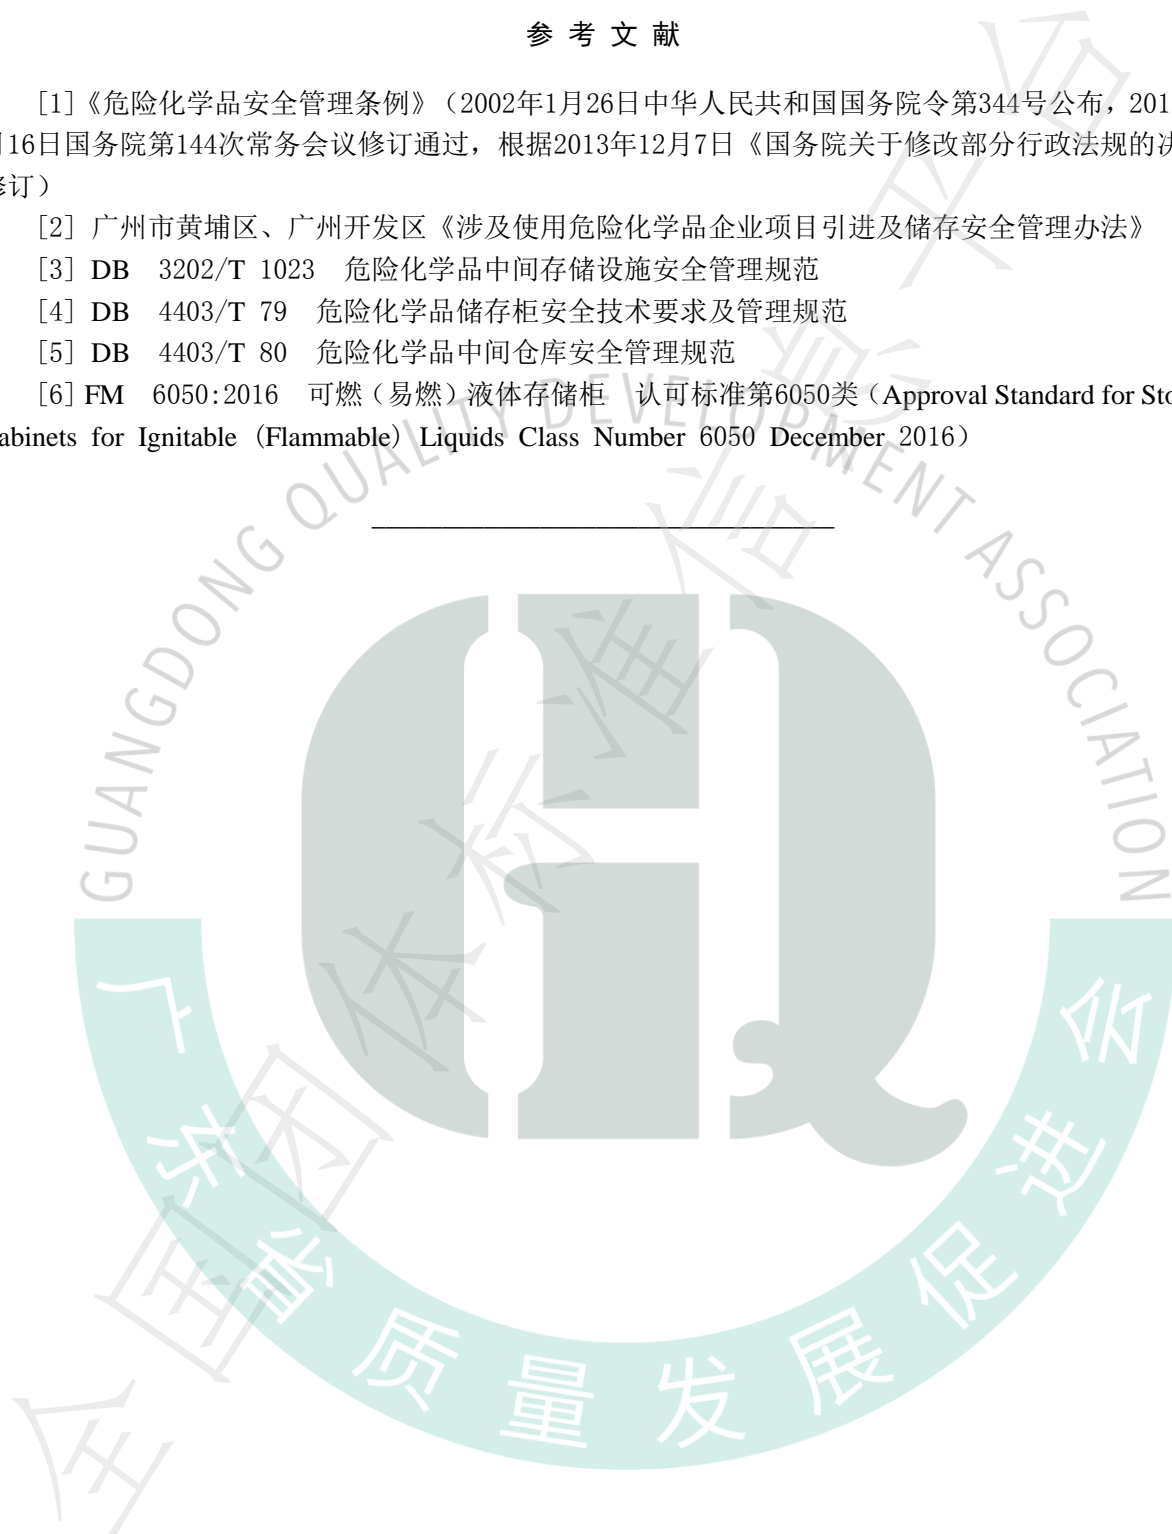 参 考 文 献
[1]《危险化学品安全管理条例》（2002年1月26日中华人民共和国国务院令第344号公布，201
月16日国务院第144次常务会议修订通过，根据2013年12月7日《国务院关于修改部分行政法规的决
修订）
[2] 广州市黄埔区、广州开发区《涉及使用危险化学品企业项目引进及储存安全管理办法》
[3] DB 3202/T 1023 危险化学品中间存储设施安全管理规范
[4] DB 4403/T 79 危险化学品储存柜安全技术要求及管理规范
[5] DB 4403/T 80 危险化学品中间仓库安全管理规范
[6] FM 6050:2016 可燃（易燃）液体存储柜 认可标准第6050类（Approval Standard for Sto
abinets for Ignitable (Flammable) Liquids Class Number 6050 December 2016）
GUANGDONG QUALITY DEVELOPMENT ASSOCIATION
广东省质量发展促进会
全国团体标准信息平台